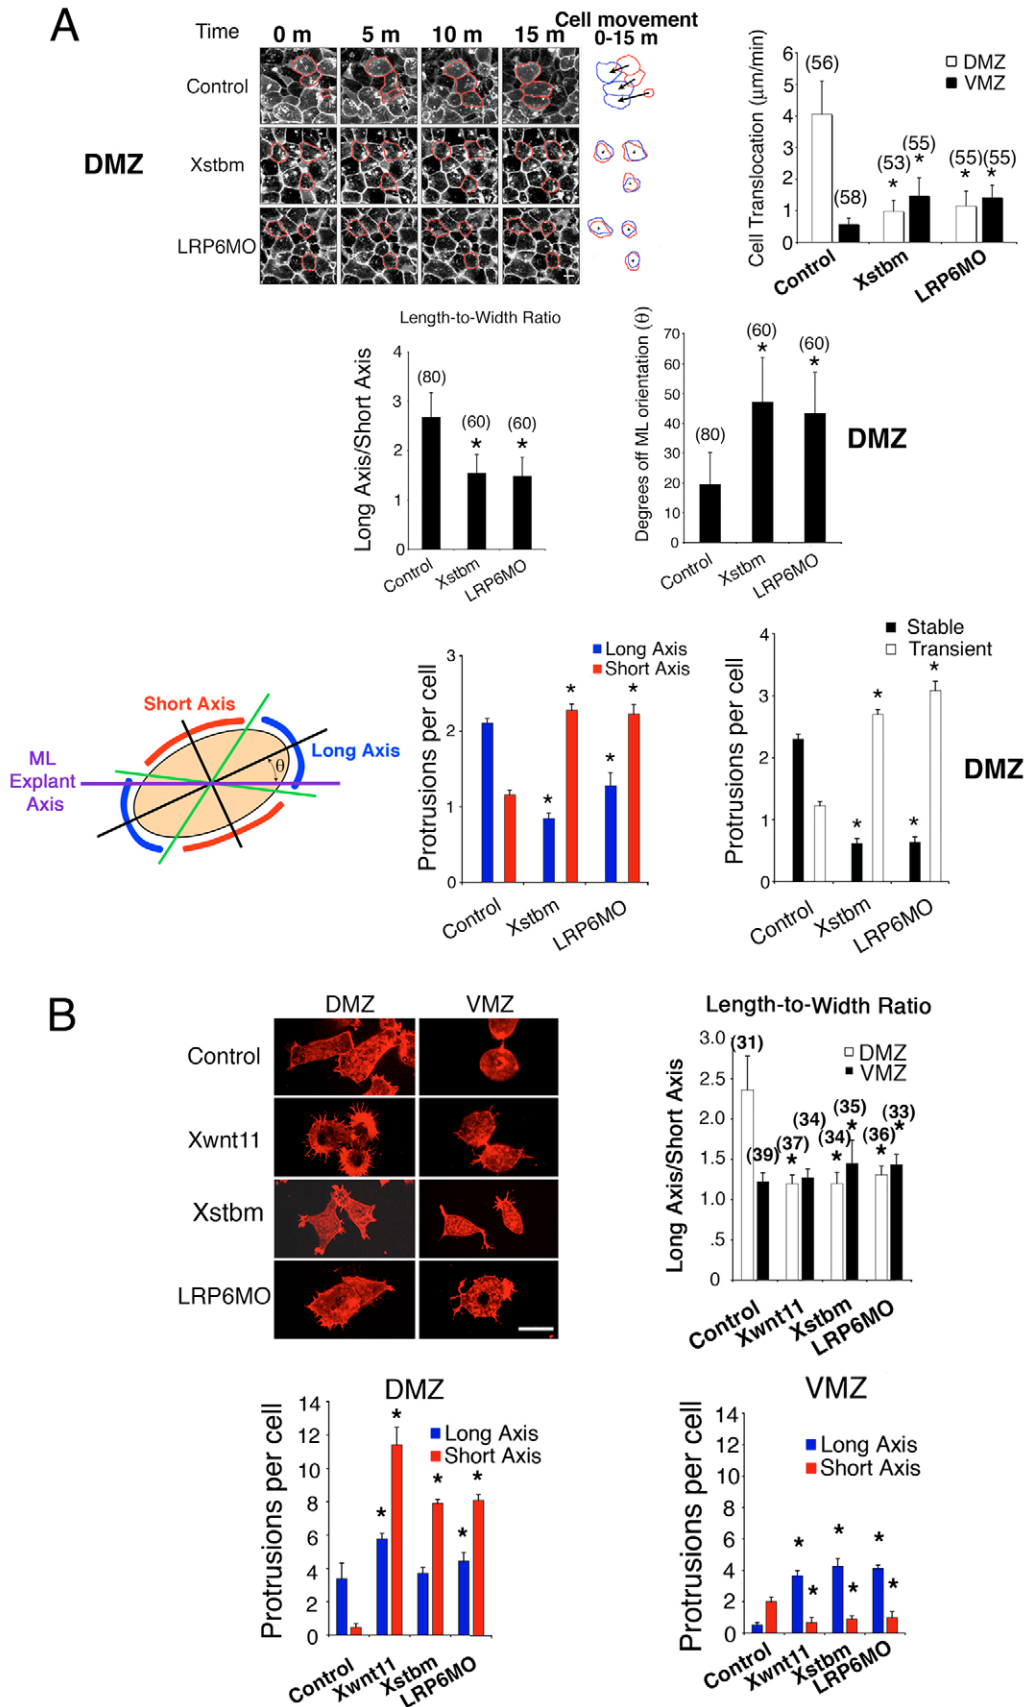 A
Time
0 m
5 m
10 m
15 m
Cell movement
0-15 m
Control
DMZ
Xstbm
LRP6MO
Cell Translocation (µm/min)
6
5
4
3
2
1
0
DMZ
VMZ
(56)
(58)
(53)
*
(55)
*
(55)
*
(55)
*
Control
Xstbm
LRP6MO
Length-to-Width Ratio
Long Axis/Short Axis
4
3
2
1
0
(80)
(60)
*
(60)
*
Control
Xstbm
LRP6MO
Degrees off ML orientation (θ)
70
60
50
40
30
20
10
0
(80)
(60)
*
(60)
*
Control
Xstbm
LRP6MO
DMZ
Short Axis
Long Axis
ML
Explant
Axis
θ
Protrusions per cell
3
2
1
0
Long Axis
Short Axis
*
*
*
*
Control
Xstbm
LRP6MO
Protrusions per cell
4
3
2
1
0
Stable
Transient
*
*
*
*
Control
Xstbm
LRP6MO
DMZ
B
DMZ
VMZ
Control
Xwnt11
Xstbm
LRP6MO
Length-to-Width Ratio
Long Axis/Short Axis
3.0
2.5
2.0
1.5
1.0
.5
0
DMZ
VMZ
(31)
(39)
(37)
*
(34)
(34)
*
(35)
*
(36)
*
(33)
*
Control
Xwnt11
Xstbm
LRP6MO
DMZ
Protrusions per cell
14
12
10
8
6
4
2
0
Long Axis
Short Axis
*
*
*
*
*
Control
Xwnt11
Xstbm
LRP6MO
VMZ
Protrusions per cell
14
12
10
8
6
4
2
0
Long Axis
Short Axis
*
*
*
*
*
*
Control
Xwnt11
Xstbm
LRP6MO